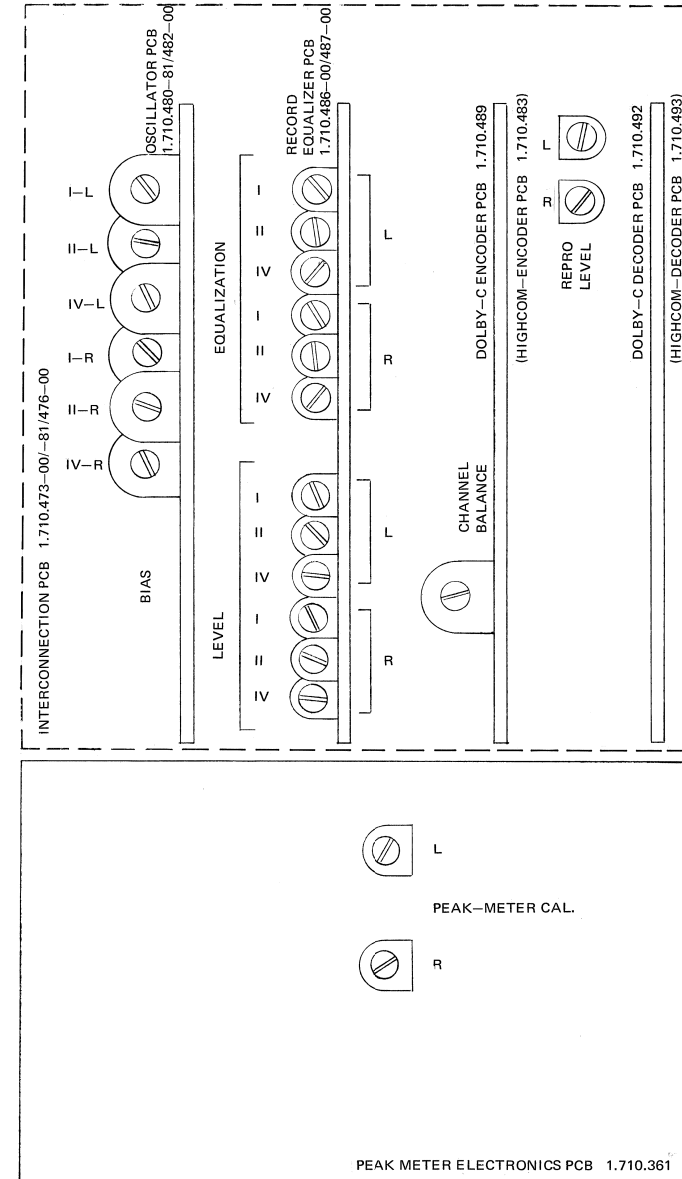 INTERCONNECTION PCB 1.710.473–00/–81/476–00
OSCILLATOR PCB
1.710.480–81/482–00
I–L
II–L
IV–L
I–R
II–R
IV–R
BIAS
EQUALIZATION
LEVEL
RECORD
EQUALIZER PCB
1.710.486–00/487–00
I
II
IV
I
II
IV
I
II
IV
I
II
IV
L
R
L
R
CHANNEL
BALANCE
DOLBY–C ENCODER PCB 1.710.489
(HIGHCOM–ENCODER PCB 1.710.483)
L
R
REPRO
LEVEL
DOLBY–C DECODER PCB 1.710.492
(HIGHCOM–DECODER PCB 1.710.493)
L
PEAK–METER CAL.
R
PEAK METER ELECTRONICS PCB 1.710.361